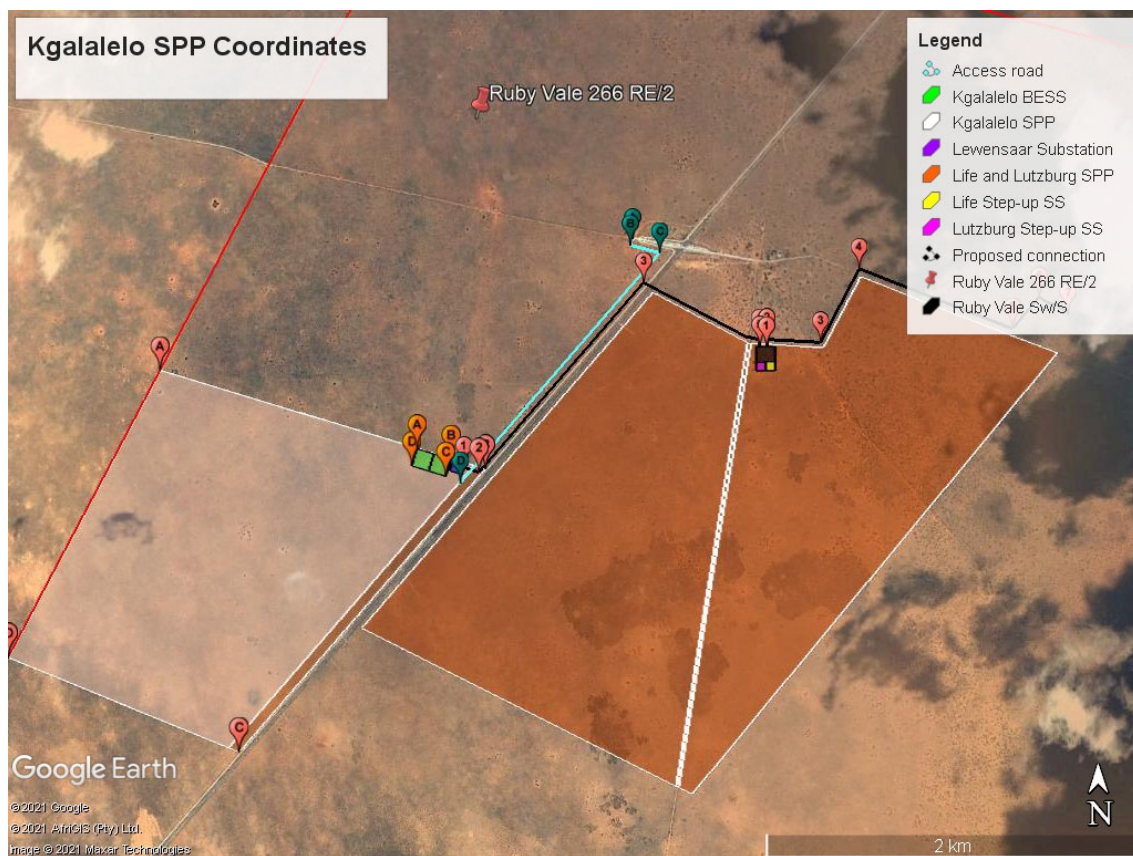 Kgalalelo SPP Coordinates
Legend
Access road
Kgalalelo BESS
Kgalalelo SPP
Lewensaar Substation
Life and Lutzburg SPP
Life Step-up SS
Lutzburg Step-up SS
Proposed connection
Ruby Vale 266 RE/2
Ruby Vale Sw/S
Ruby Vale 266 RE/2
B
C
3
4
2
1
3
A
A
D
B
C
1
2
D
C
Google Earth
© 2021 Google
© 2021 AfriGIS (Pty) Ltd.
Image © 2021 Maxar Technologies
N
2 km